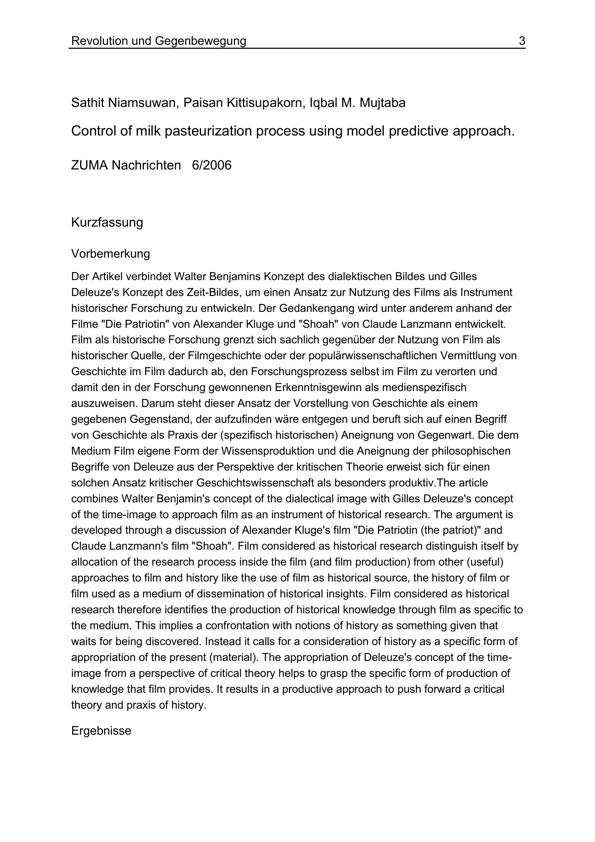 Revolution und Gegenbewegung 3
Sathit Niamsuwan, Paisan Kittisupakorn, Iqbal M. Mujtaba
Control of milk pasteurization process using model predictive approach.
ZUMA Nachrichten 6/2006
Kurzfassung
Vorbemerkung
Der Artikel verbindet Walter Benjamins Konzept des dialektischen Bildes und Gilles
Deleuze's Konzept des Zeit-Bildes, um einen Ansatz zur Nutzung des Films als Instrument
historischer Forschung zu entwickeln. Der Gedankengang wird unter anderem anhand der
Filme "Die Patriotin" von Alexander Kluge und "Shoah" von Claude Lanzmann entwickelt.
Film als historische Forschung grenzt sich sachlich gegenüber der Nutzung von Film als
historischer Quelle, der Filmgeschichte oder der populärwissenschaftlichen Vermittlung von
Geschichte im Film dadurch ab, den Forschungsprozess selbst im Film zu verorten und
damit den in der Forschung gewonnenen Erkenntnisgewinn als medienspezifisch
auszuweisen. Darum steht dieser Ansatz der Vorstellung von Geschichte als einem
gegebenen Gegenstand, der aufzufinden wäre entgegen und beruft sich auf einen Begriff
von Geschichte als Praxis der (spezifisch historischen) Aneignung von Gegenwart. Die dem
Medium Film eigene Form der Wissensproduktion und die Aneignung der philosophischen
Begriffe von Deleuze aus der Perspektive der kritischen Theorie erweist sich für einen
solchen Ansatz kritischer Geschichtswissenschaft als besonders produktiv.The article
combines Walter Benjamin's concept of the dialectical image with Gilles Deleuze's concept
of the time-image to approach film as an instrument of historical research. The argument is
developed through a discussion of Alexander Kluge's film "Die Patriotin (the patriot)" and
Claude Lanzmann's film "Shoah". Film considered as historical research distinguish itself by
allocation of the research process inside the film (and film production) from other (useful)
approaches to film and history like the use of film as historical source, the history of film or
film used as a medium of dissemination of historical insights. Film considered as historical
research therefore identifies the production of historical knowledge through film as specific to
the medium. This implies a confrontation with notions of history as something given that
waits for being discovered. Instead it calls for a consideration of history as a specific form of
appropriation of the present (material). The appropriation of Deleuze's concept of the time-
image from a perspective of critical theory helps to grasp the specific form of production of
knowledge that film provides. It results in a productive approach to push forward a critical
theory and praxis of history.
Ergebnisse